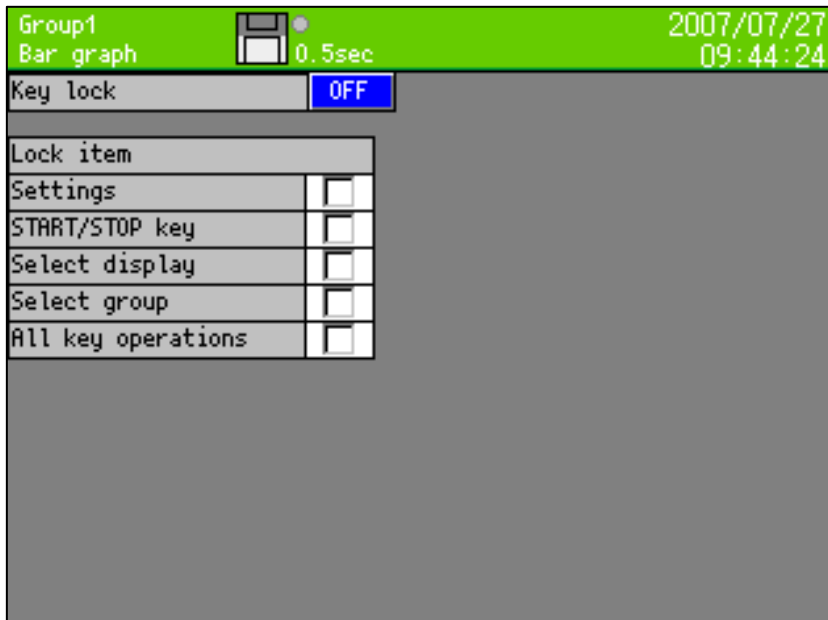 Group1
Bar graph
0.5sec
2007/07/27
09:44:24
Key lock OFF
Lock item
Settings
START/STOP key
Select display
Select group
All key operations